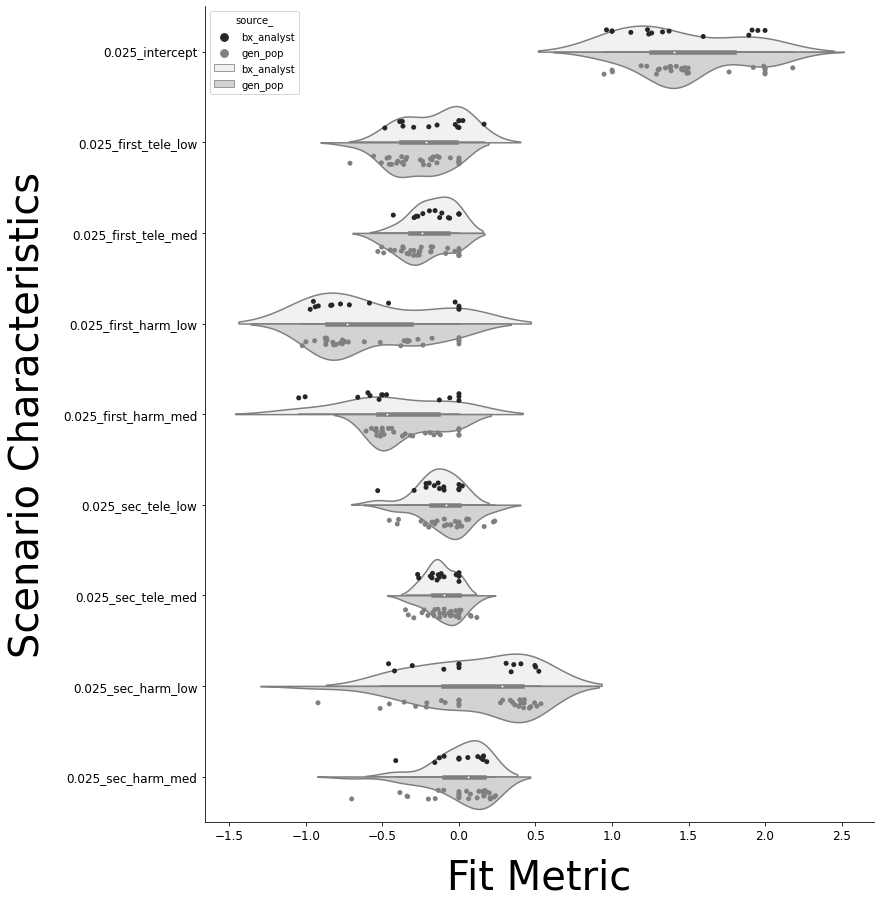 source_
bx_analyst
gen_pop
bx_analyst
gen_pop
Scenario Characteristics
0.025_intercept
0.025_first_tele_low
0.025_first_tele_med
0.025_first_harm_low
0.025_first_harm_med
0.025_sec_tele_low
0.025_sec_tele_med
0.025_sec_harm_low
0.025_sec_harm_med
−1.5 −1.0 −0.5 0.0 0.5 1.0 1.5 2.0 2.5
Fit Metric